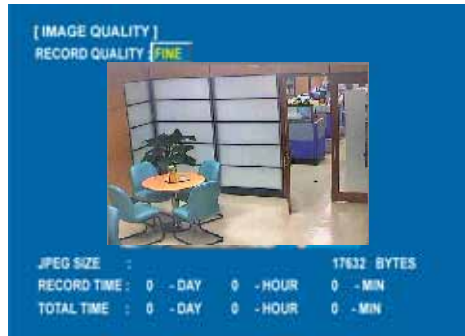 [ IMAGE QUALITY ]
RECORD QUALITY : FINE
JPEG SIZE : 17632 BYTES
RECORD TIME : 0 - DAY 0 - HOUR 0 - MIN
TOTAL TIME : 0 - DAY 0 - HOUR 0 - MIN